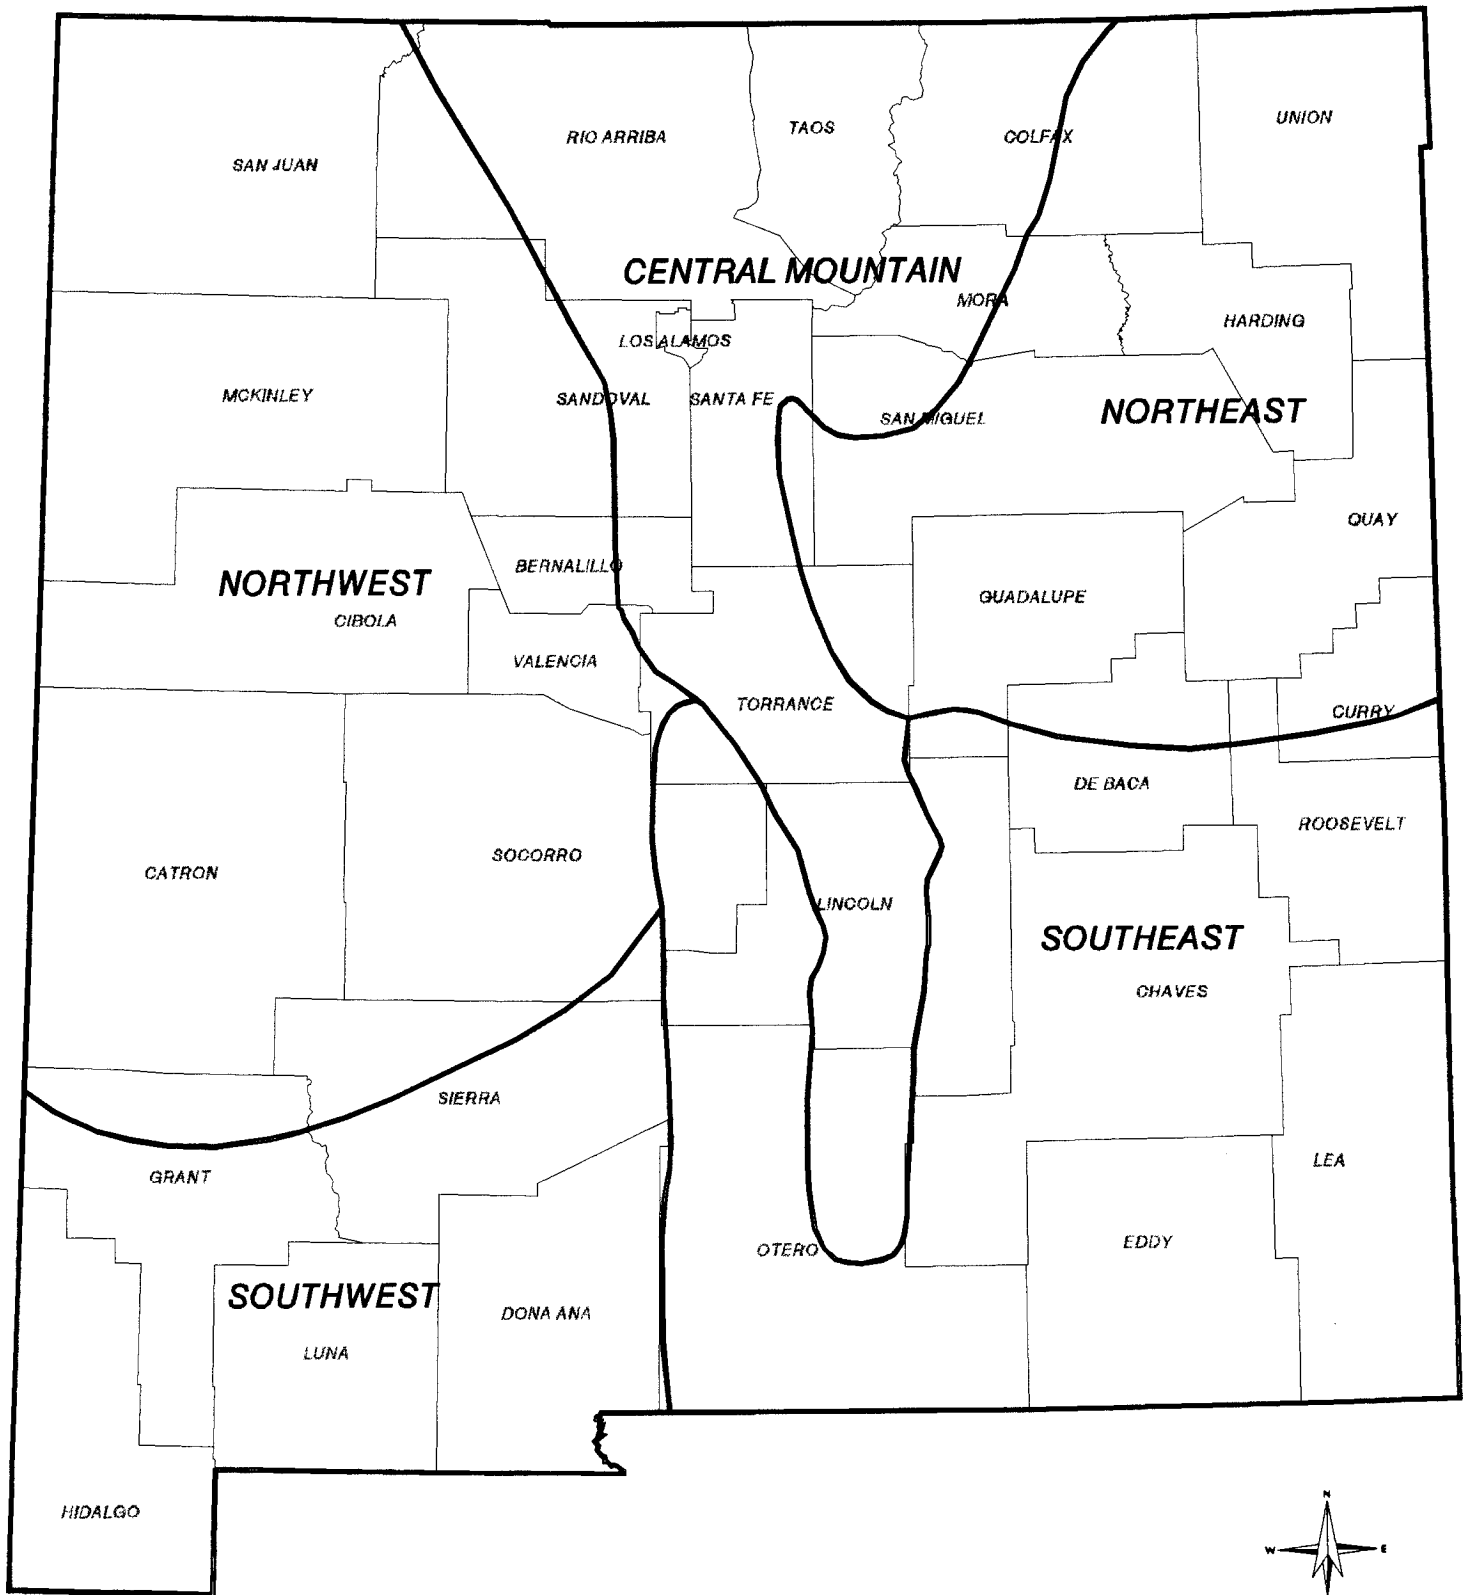 UNION
TAOS
RIO ARRIBA
COLFAX
SAN JUAN
CENTRAL MOUNTAIN
MORA
HARDING
LOS ALAMOS
MCKINLEY
SANDOVAL
SANTA FE
NORTHEAST
SAN MIGUEL
QUAY
BERNALILLO
NORTHWEST
GUADALUPE
CIBOLA
VALENCIA
TORRANCE
CURRY
DE BACA
ROOSEVELT
SOCORRO
CATRON
LINCOLN
SOUTHEAST
CHAVES
SIERRA
LEA
GRANT
EDDY
OTERO
SOUTHWEST
DONA ANA
LUNA
HIDALGO
N
W E